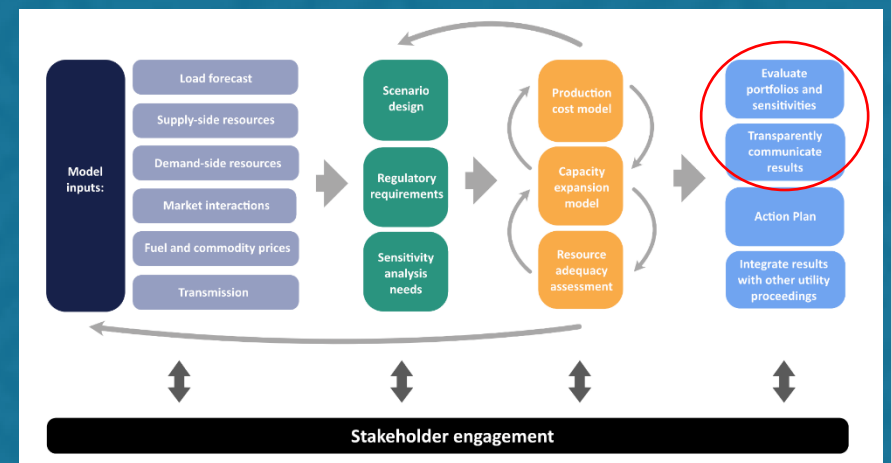 Model
inputs:
Load forecast
Supply-side resources
Demand-side resources
Market interactions
Fuel and commodity prices
Transmission
Scenario
design
Regulatory
requirements
Sensitivity
analysis
needs
Production
cost model
Capacity
expansion
model
Resource
adequacy
assessment
Evaluate
portfolios and
sensitivities
Transparently
communicate
results
Action Plan
Integrate results
with other utility
proceedings
Stakeholder engagement